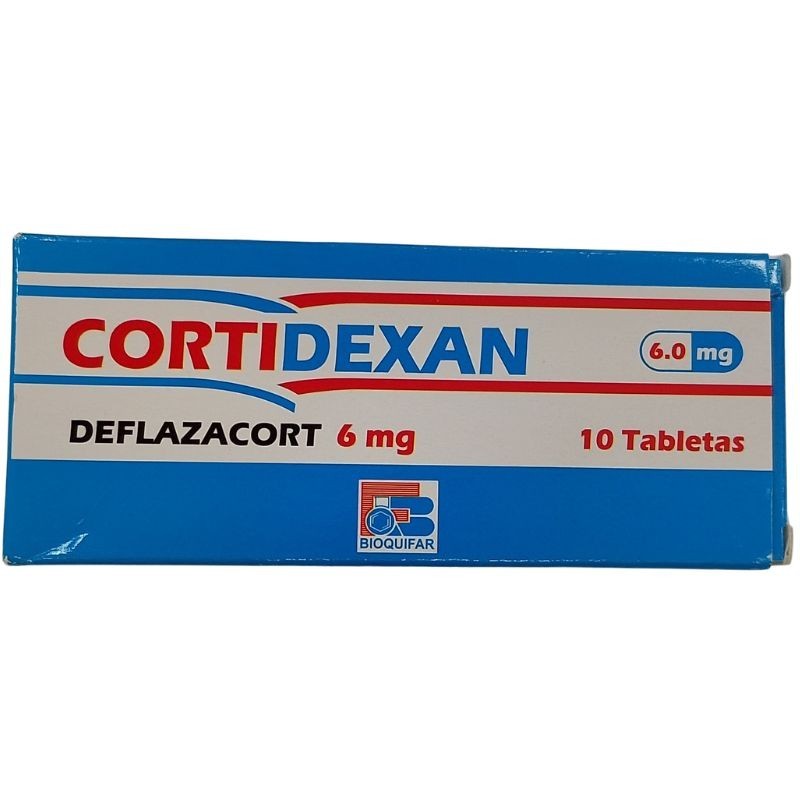 CORTIDEXAN
6.0 mg
DEFLAZACORT 6 mg
10 Tabletas
BIOQUIFAR